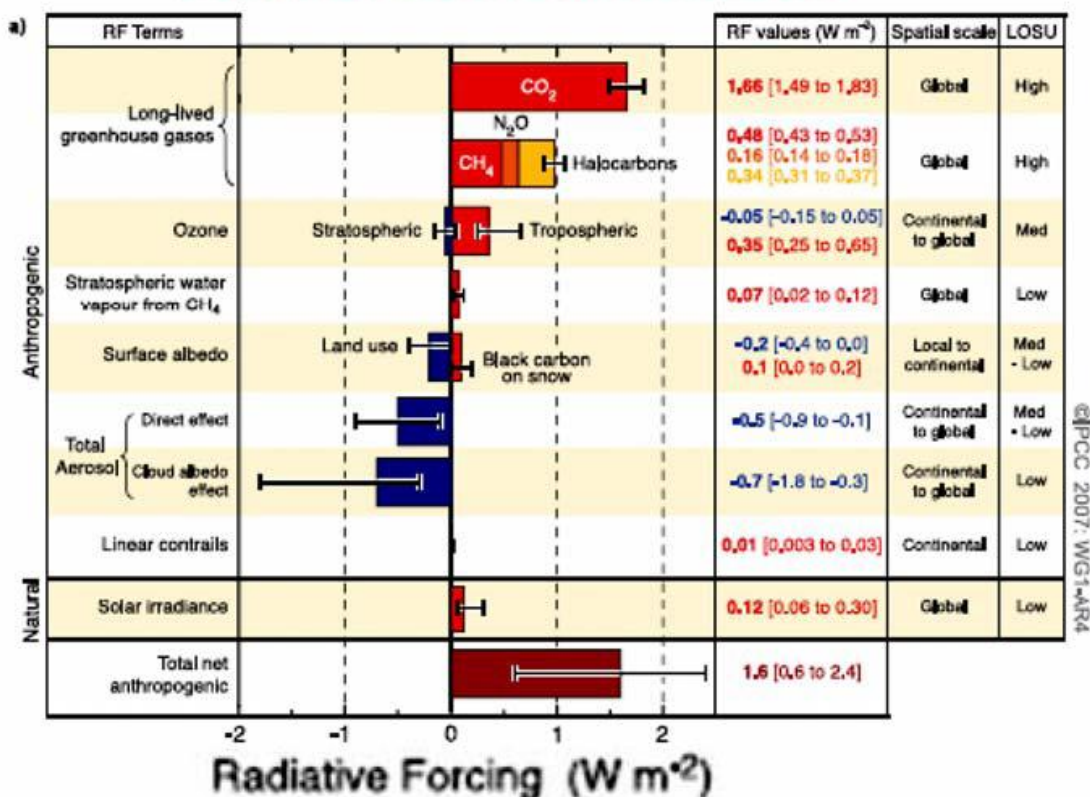 a)
RF Terms
RF values (W m⁻²)
Spatial scale
LOSU
Anthropogenic
Long-lived
greenhouse gases
CO₂
1.66 [1.49 to 1.83]
Global
High
N₂O
CH₄
Halocarbons
0.48 [0.43 to 0.53]
0.16 [0.14 to 0.18]
0.34 [0.31 to 0.37]
Global
High
Ozone
Stratospheric
Tropospheric
-0.05 [-0.15 to 0.05]
0.35 [0.25 to 0.65]
Continental
to global
Med
Stratospheric water
vapour from CH₄
0.07 [0.02 to 0.12]
Global
Low
Surface albedo
Land use
Black carbon
on snow
-0.2 [-0.4 to 0.0]
0.1 [0.0 to 0.2]
Local to
continental
Med
- Low
Total
Aerosol
Direct effect
-0.5 [-0.9 to -0.1]
Continental
to global
Med
- Low
Cloud albedo
effect
-0.7 [-1.8 to -0.3]
Continental
to global
Low
Linear contrails
0.01 [0.003 to 0.03]
Continental
Low
Natural
Solar irradiance
0.12 [0.06 to 0.30]
Global
Low
Total net
anthropogenic
1.6 [0.6 to 2.4]
-2 -1 0 1 2
Radiative Forcing (W m⁻²)
©IPCC 2007: WG1-AR4